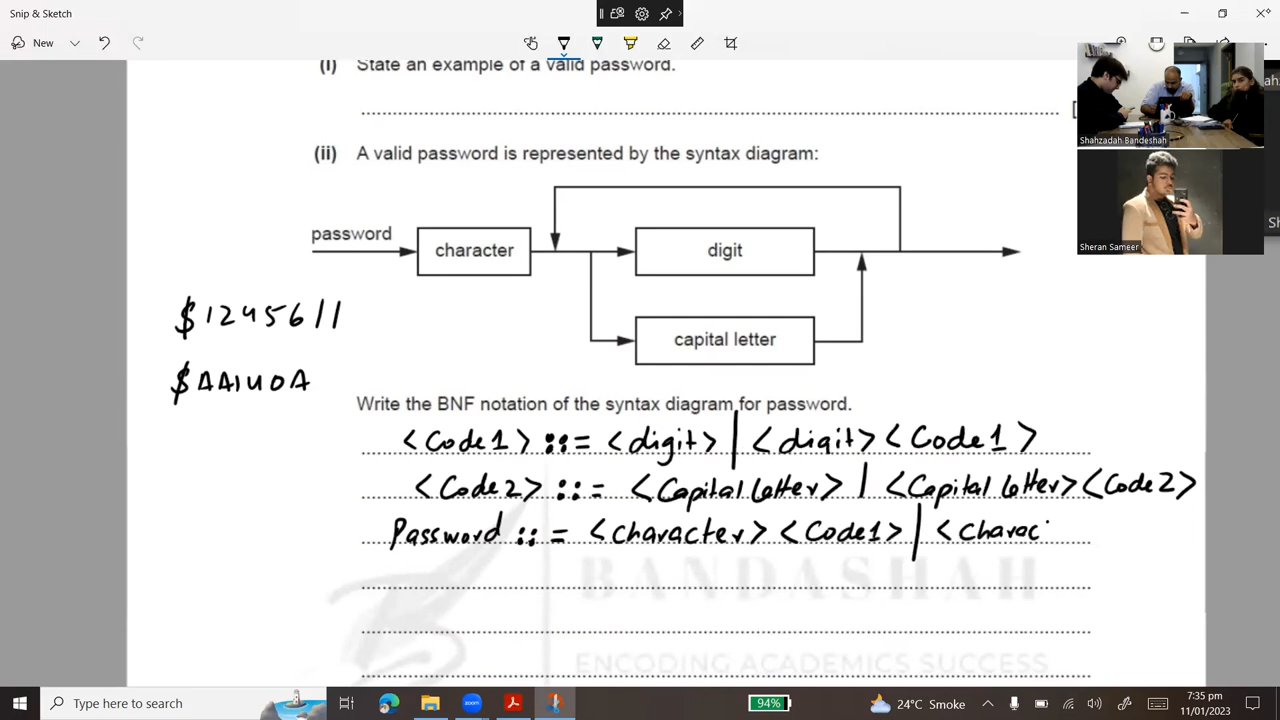 Snip & Sketch
New
(i) State an example of a valid password.
[
(ii) A valid password is represented by the syntax diagram:
password
character
digit
capital letter
$1245611
$AA140A
Write the BNF notation of the syntax diagram for password.
<Code1> ::= <digit> | <digit><Code1>
<Code2> ::= <Capital letter> | <Capital letter><Code2>
Password ::= <Character> <Code1> | <Charac
BANDASHAH
ENCODING ACADEMICS SUCCESS
Shahzadah Bandeshah
Sheran Sameer
Type here to search
zoom
94%
24°C Smoke
7:35 pm
11/01/2023